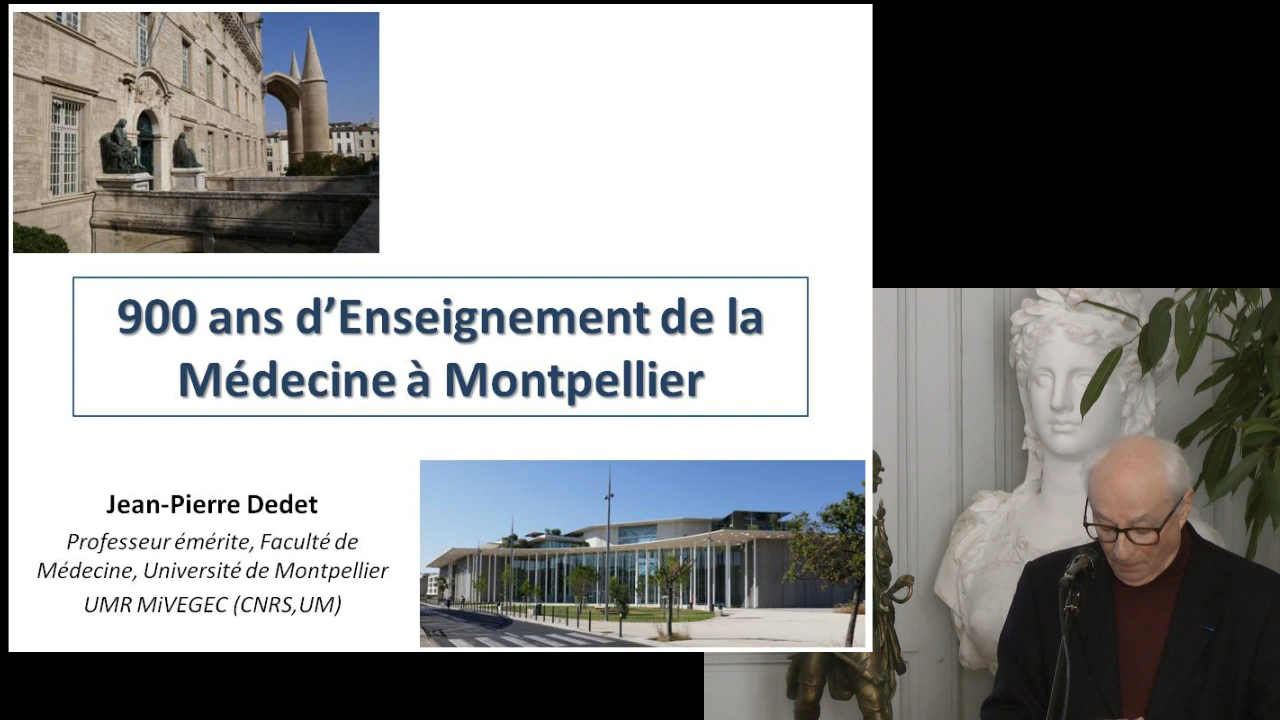 900 ans d’Enseignement de la
Médecine à Montpellier
Jean-Pierre Dedet
Professeur émérite, Faculté de
Médecine, Université de Montpellier
UMR MiVEGEC (CNRS,UM)